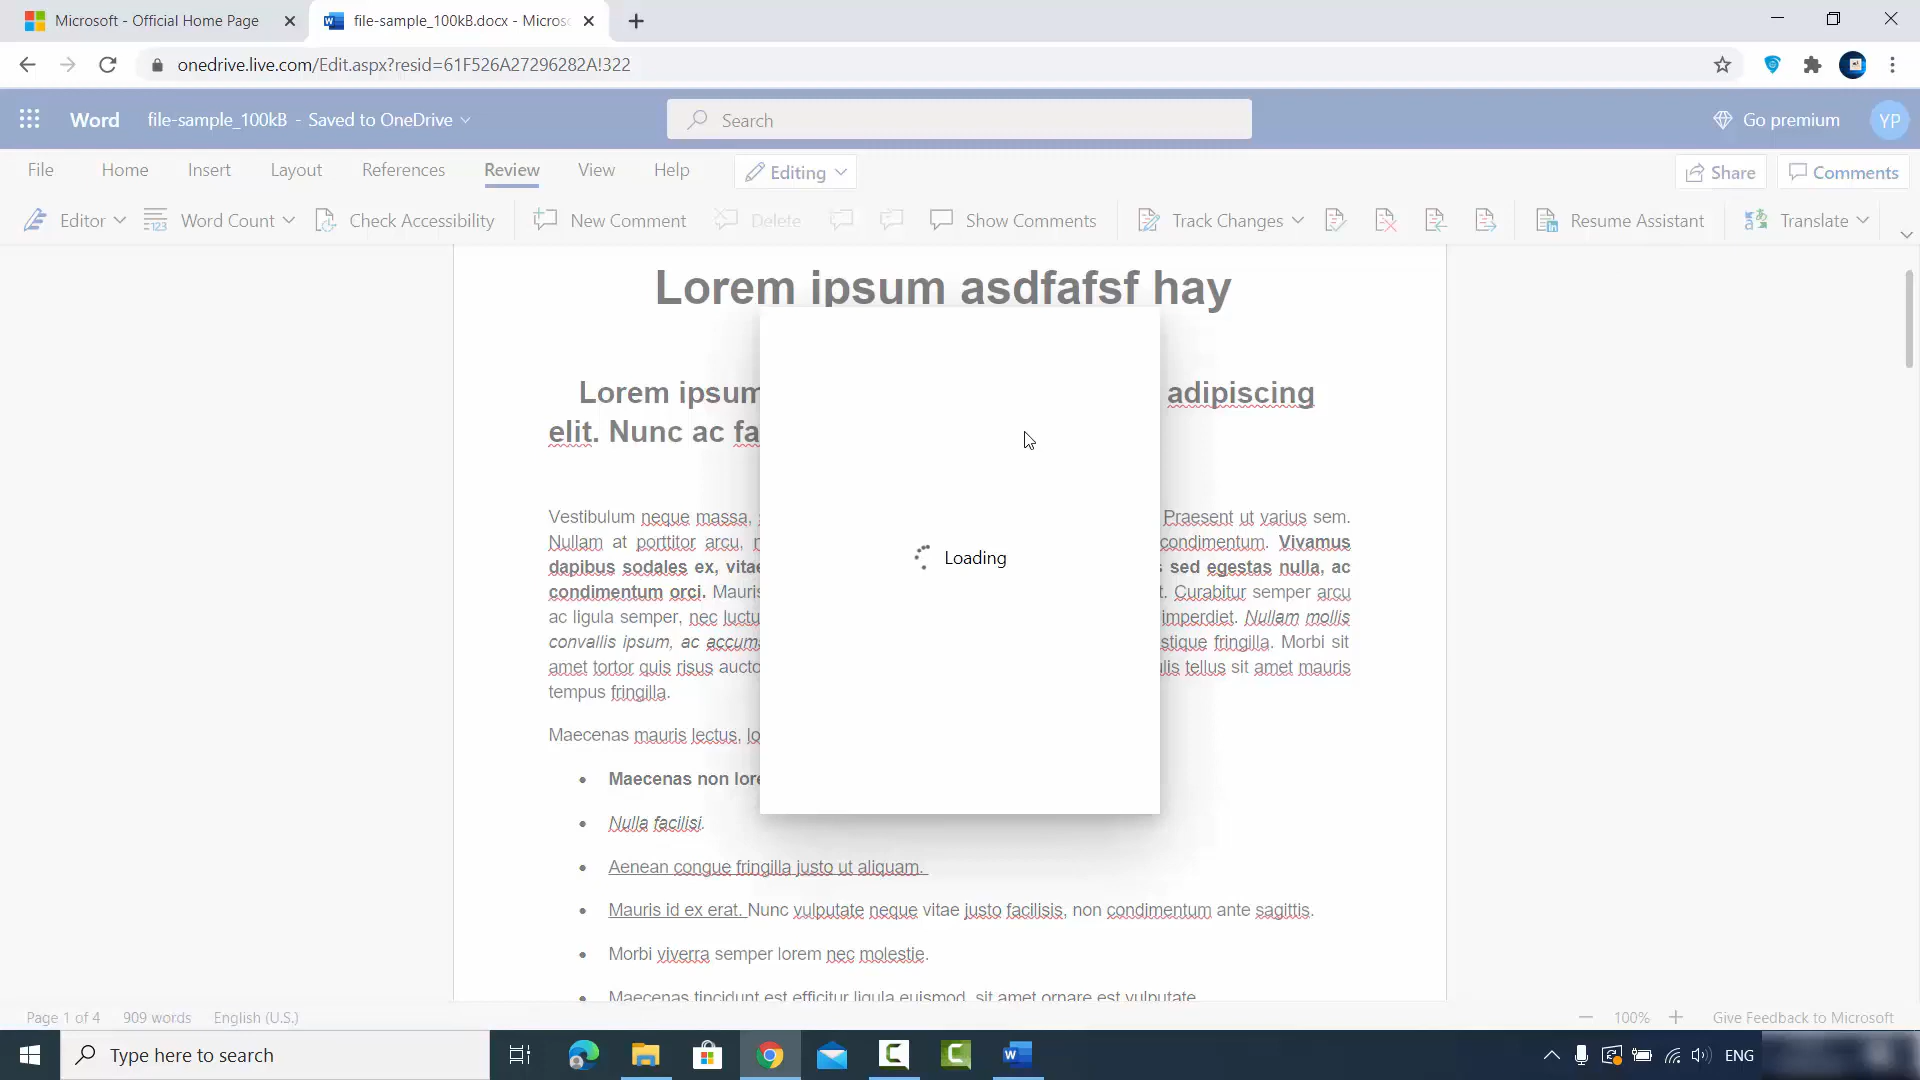 Microsoft - Official Home Page
file-sample_100kB.docx - Micros
onedrive.live.com/Edit.aspx?resid=61F526A27296282A!322
Word file-sample_100kB - Saved to OneDrive
Search
Go premium
YP
File Home Insert Layout References Review View Help Editing Share Comments
Editor Word Count Check Accessibility New Comment Delete Show Comments Track Changes Resume Assistant Translate
Lorem ipsum asdfafsf hay
Lorem ipsum adipiscing
elit. Nunc ac fa
Vestibulum neque massa, Praesent ut varius sem.
Nullam at porttitor arcu, condimentum. Vivamus
dapibus sodales ex, vitae sed egestas nulla, ac
condimentum orci. Mauris t. Curabitur semper arcu
ac ligula semper, nec luctu imperdiet. Nullam mollis
convallis ipsum, ac accum stique fringilla. Morbi sit
amet tortor quis risus aucto lis tellus sit amet mauris
tempus fringilla.
Maecenas mauris lectus, lo
Loading
• Maecenas non lore
• Nulla facilisi.
• Aenean congue fringilla justo ut aliquam.
• Mauris id ex erat. Nunc vulputate neque vitae justo facilisis, non condimentum ante sagittis.
• Morbi viverra semper lorem nec molestie.
• Maecenas tincidunt est efficitur ligula euismod, sit amet ornare est vulputate.
Page 1 of 4 909 words English (U.S.) 100% Give Feedback to Microsoft
Type here to search
ENG